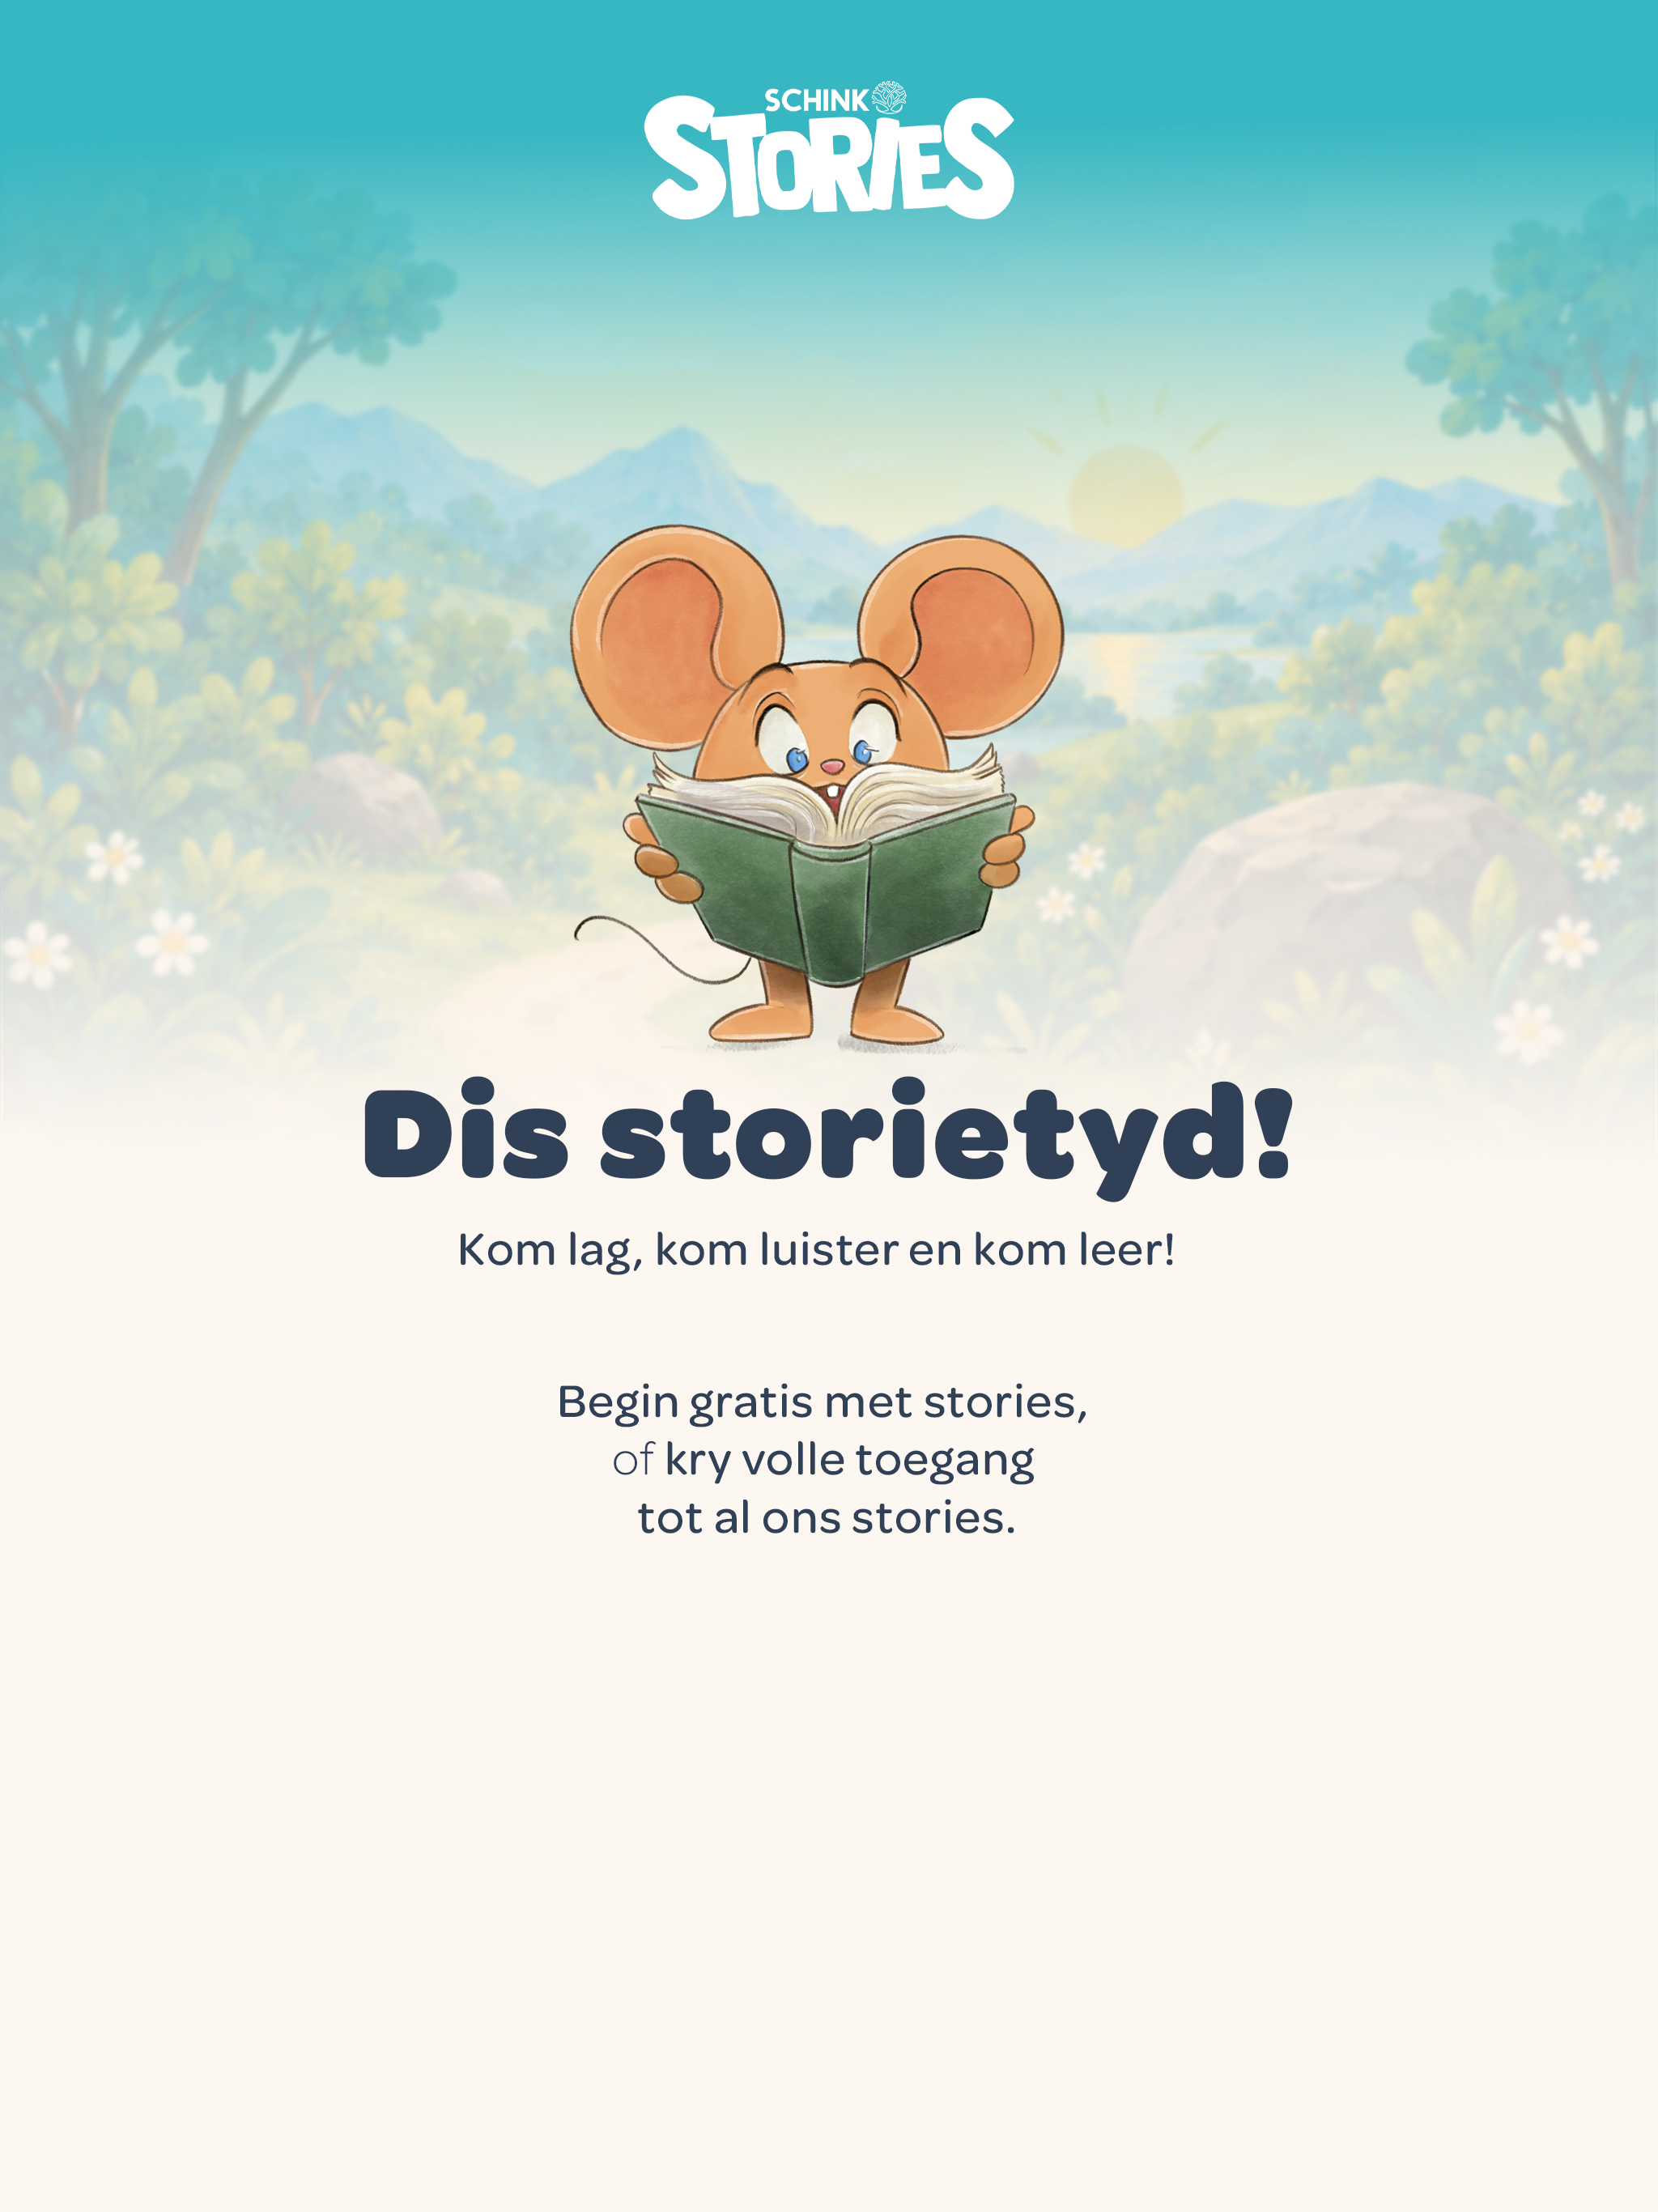 SCHINK
STORIES
Dis storietyd!
Kom lag, kom luister en kom leer!
Begin gratis met stories,
of kry volle toegang
tot al ons stories.